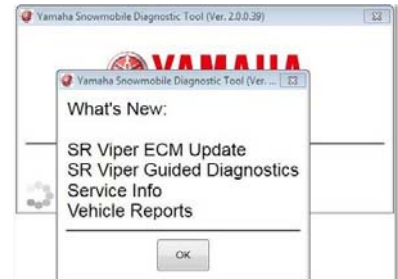 Yamaha Snowmobile Diagnostic Tool (Ver. 2.0.0.39)
YAMAHA
Yamaha Snowmobile Diagnostic Tool (Ver. ...
What's New:
SR Viper ECM Update
SR Viper Guided Diagnostics
Service Info
Vehicle Reports
OK